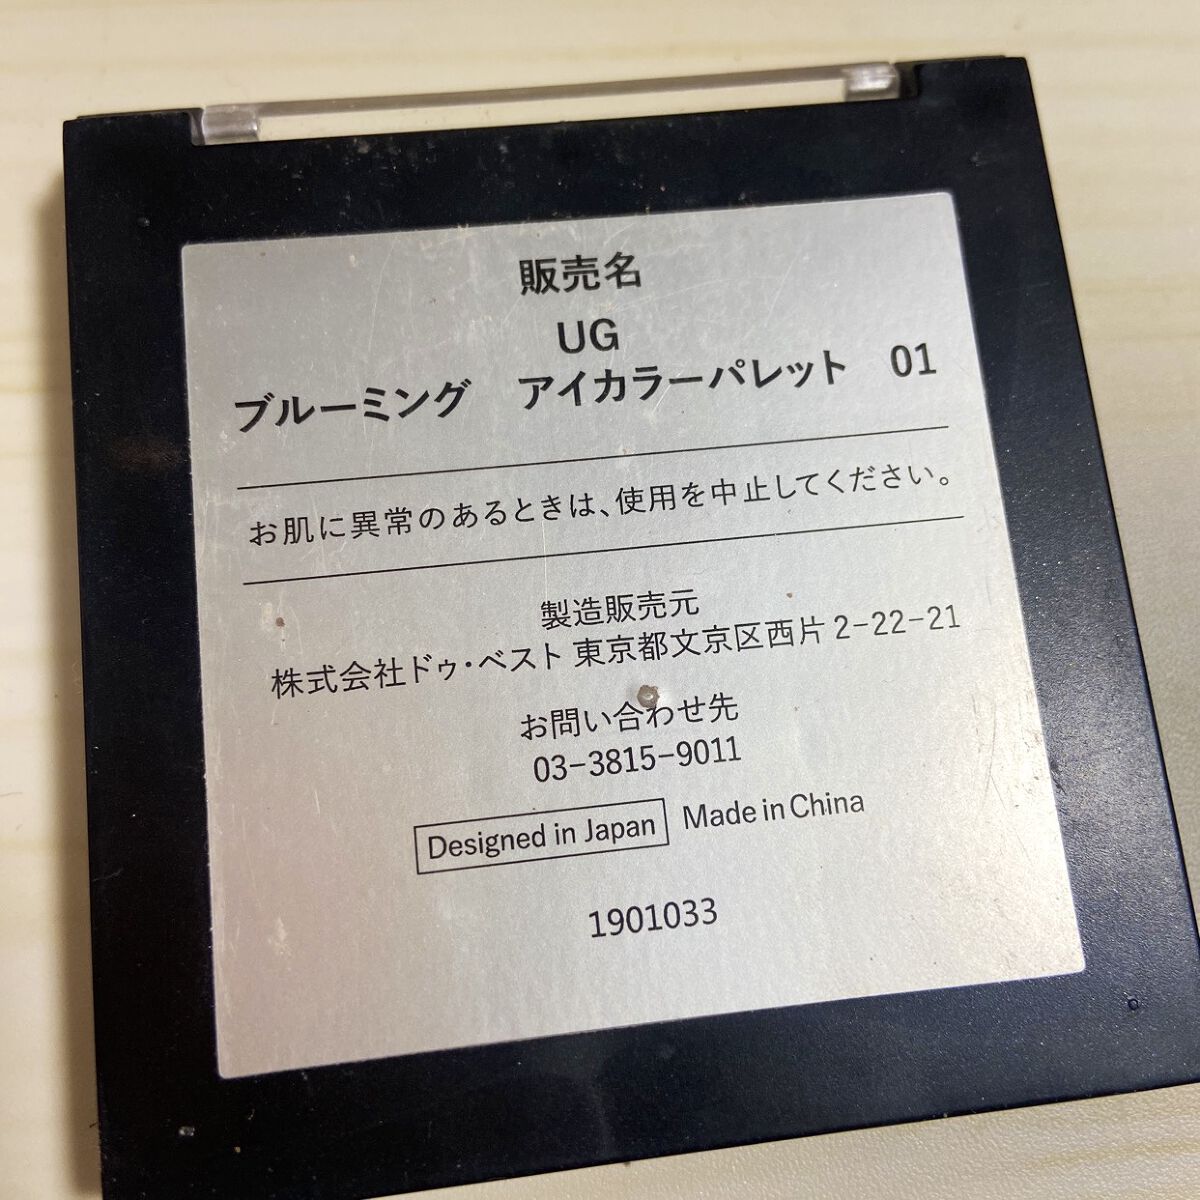 販売名
UG
ブルーミング　アイカラーパレット　01
お肌に異常のあるときは、使用を中止してください。
製造販売元
株式会社ドゥ・ベスト 東京都文京区西片2-22-21
お問い合わせ先
03-3815-9011
Designed in Japan Made in China
1901033